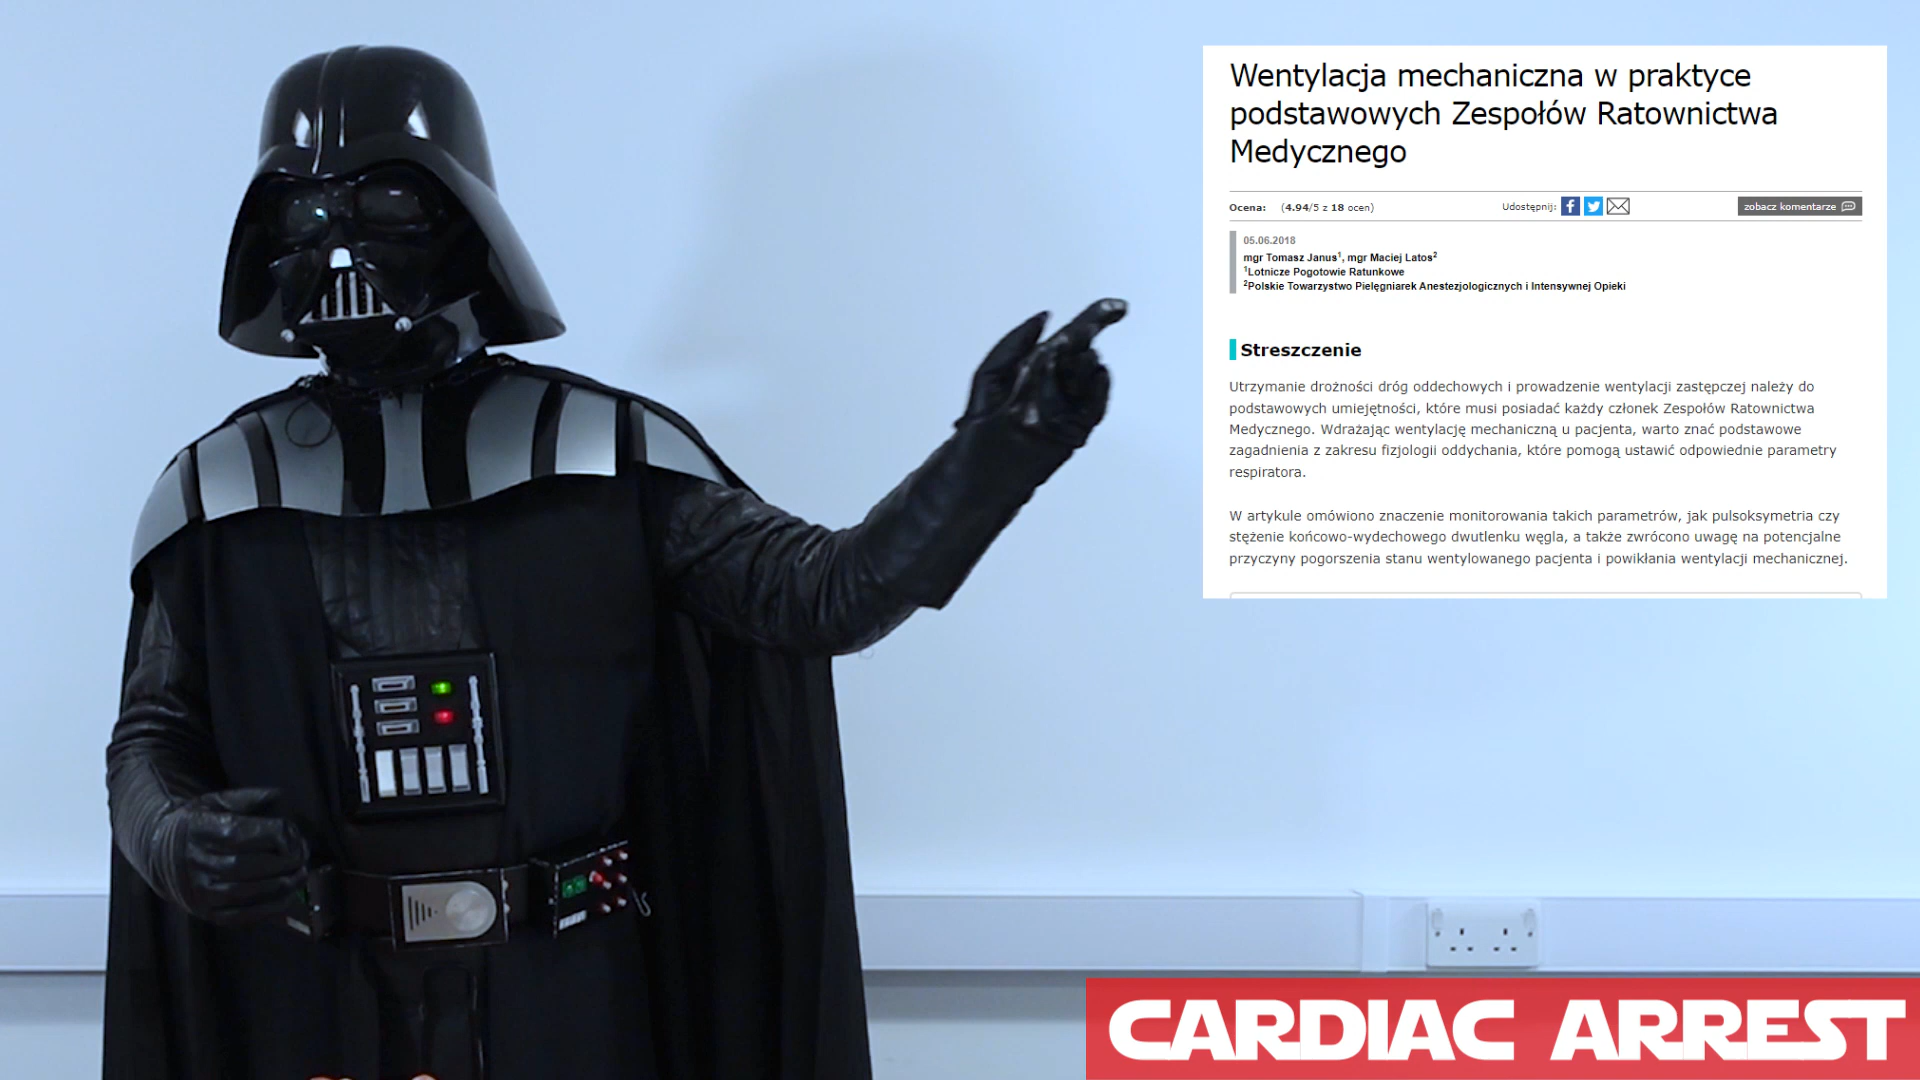 Wentylacja mechaniczna w praktyce
podstawowych Zespołów Ratownictwa
Medycznego
Ocena: (4.94/5 z 18 ocen) Udostępnij: zobacz komentarze
05.06.2018
mgr Tomasz Janus1, mgr Maciej Latos2
1Lotnicze Pogotowie Ratunkowe
2Polskie Towarzystwo Pielęgniarek Anestezjologicznych i Intensywnej Opieki
Streszczenie
Utrzymanie drożności dróg oddechowych i prowadzenie wentylacji zastępczej należy do
podstawowych umiejętności, które musi posiadać każdy członek Zespołów Ratownictwa
Medycznego. Wdrażając wentylację mechaniczną u pacjenta, warto znać podstawowe
zagadnienia z zakresu fizjologii oddychania, które pomogą ustawić odpowiednie parametry
respiratora.
W artykule omówiono znaczenie monitorowania takich parametrów, jak pulsoksymetria czy
stężenie końcowo-wydechowego dwutlenku węgla, a także zwrócono uwagę na potencjalne
przyczyny pogorszenia stanu wentylowanego pacjenta i powikłania wentylacji mechanicznej.
CARDIAC ARREST